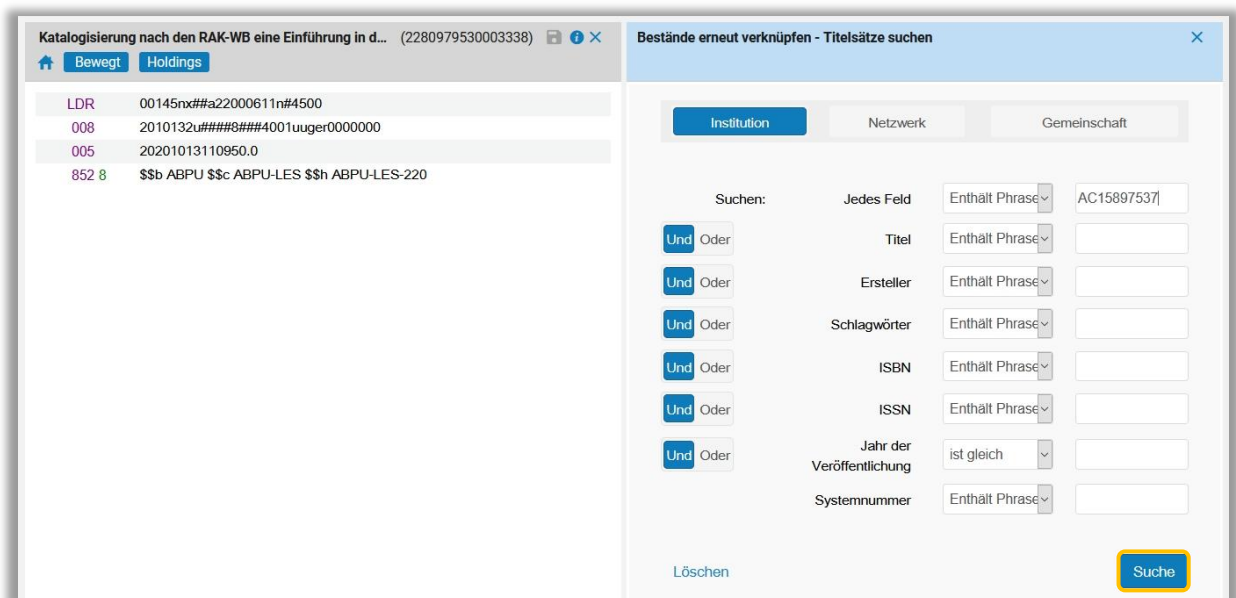 Katalogisierung nach den RAK-WB eine Einführung in d... (2280979530003338)
Bewegt Holdings
LDR 00145nx##a22000611n#4500
008 2010132u####8###4001uuger0000000
005 20201013110950.0
852 8 $$b ABPU $$c ABPU-LES $$h ABPU-LES-220
Bestände erneut verknüpfen - Titelsätze suchen
Institution Netzwerk Gemeinschaft
Suchen: Jedes Feld Enthält Phrase AC15897537
Und Oder Titel Enthält Phrase
Und Oder Ersteller Enthält Phrase
Und Oder Schlagwörter Enthält Phrase
Und Oder ISBN Enthält Phrase
Und Oder ISSN Enthält Phrase
Und Oder Jahr der
Veröffentlichung ist gleich
Systemnummer Enthält Phrase
Löschen Suche